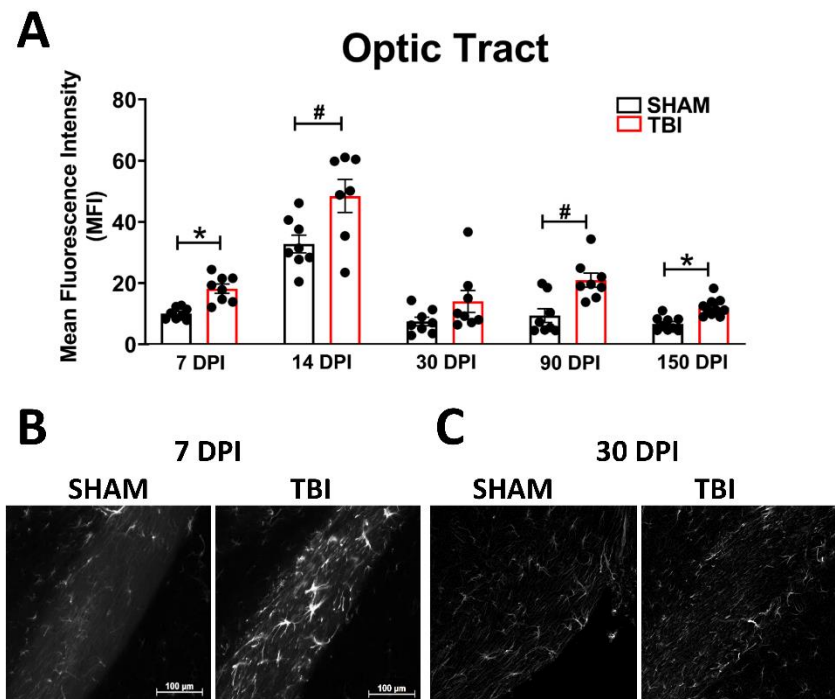 A
Optic Tract
Mean Fluorescence Intensity
(MFI)
80
60
40
20
0
SHAM
TBI
*
#
#
*
7 DPI
14 DPI
30 DPI
90 DPI
150 DPI
B
7 DPI
SHAM
TBI
100 µm
100 µm
C
30 DPI
SHAM
TBI